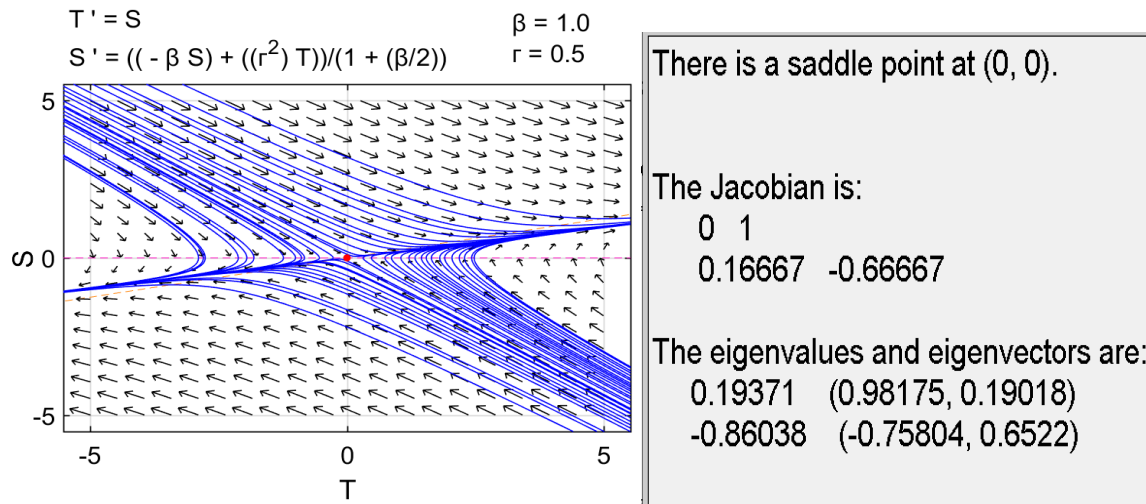 T ' = S
S ' = (( - β S) + ((r²) T))/(1 + (β/2))
β = 1.0
r = 0.5
5
S 0
-5
-5 0 5
T
There is a saddle point at (0, 0).
The Jacobian is:
0 1
0.16667 -0.66667
The eigenvalues and eigenvectors are:
0.19371 (0.98175, 0.19018)
-0.86038 (-0.75804, 0.6522)